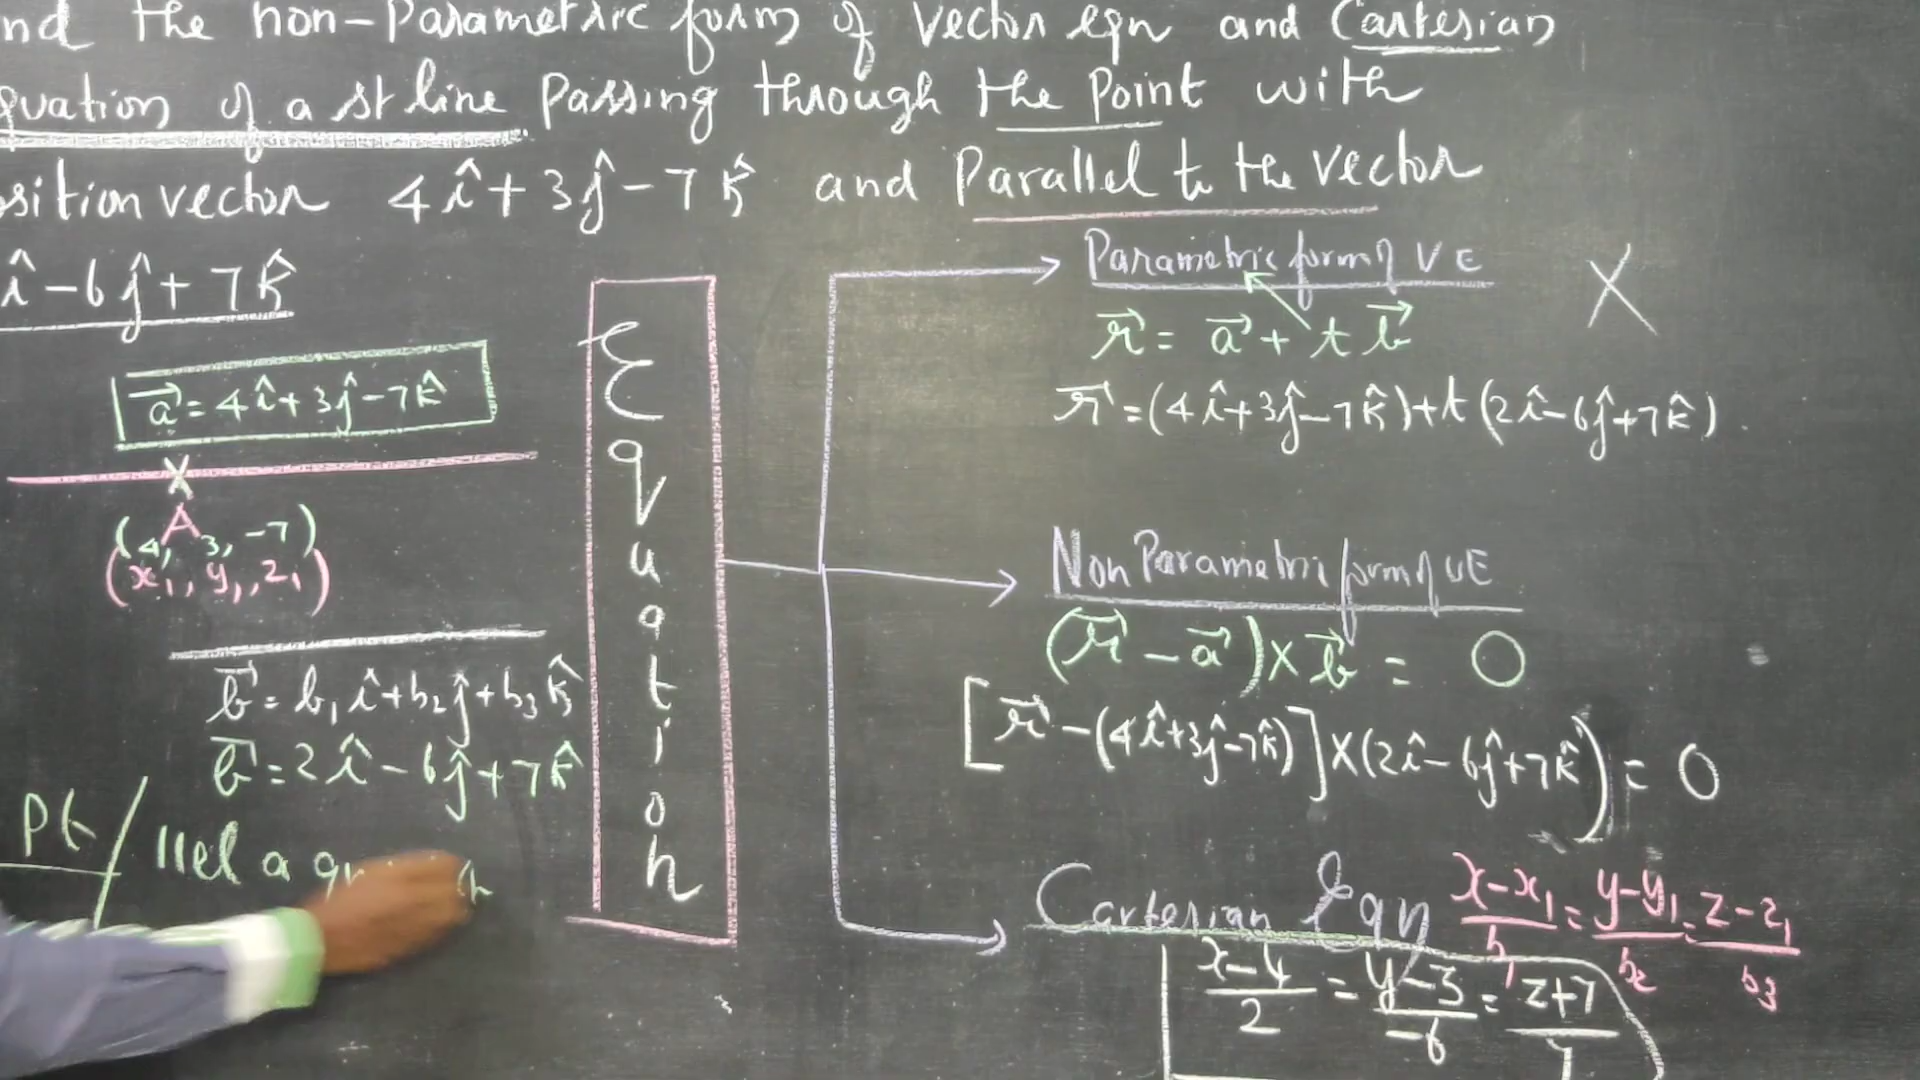 nd the non-Parametric form of vector eqn and Cartesian
quation of a st line passing through the point with
osition vector 4î+3ĵ-7k̂ and Parallel to the vector
î-6ĵ+7k̂
a⃗=4î+3ĵ-7k̂
X
A
(4, 3, -7)
(x₁, y₁, z₁)
b⃗=b₁î+b₂ĵ+b₃k̂
b⃗=2î-6ĵ+7k̂
Pt / llel a
Equation
Parametric form of VE X
r⃗ = a⃗ + t b⃗
r⃗=(4î+3ĵ-7k̂)+t(2î-6ĵ+7k̂)
Non Parametric form of VE
(r⃗ - a⃗)×b⃗ = 0
[r⃗-(4î+3ĵ-7k̂)]×(2î-6ĵ+7k̂)=0
Cartesian Eqn (x-x₁)/b₁=(y-y₁)/b₂=(z-z₁)/b₃
(x-4)/2=(y-3)/-6=(z+7)/7